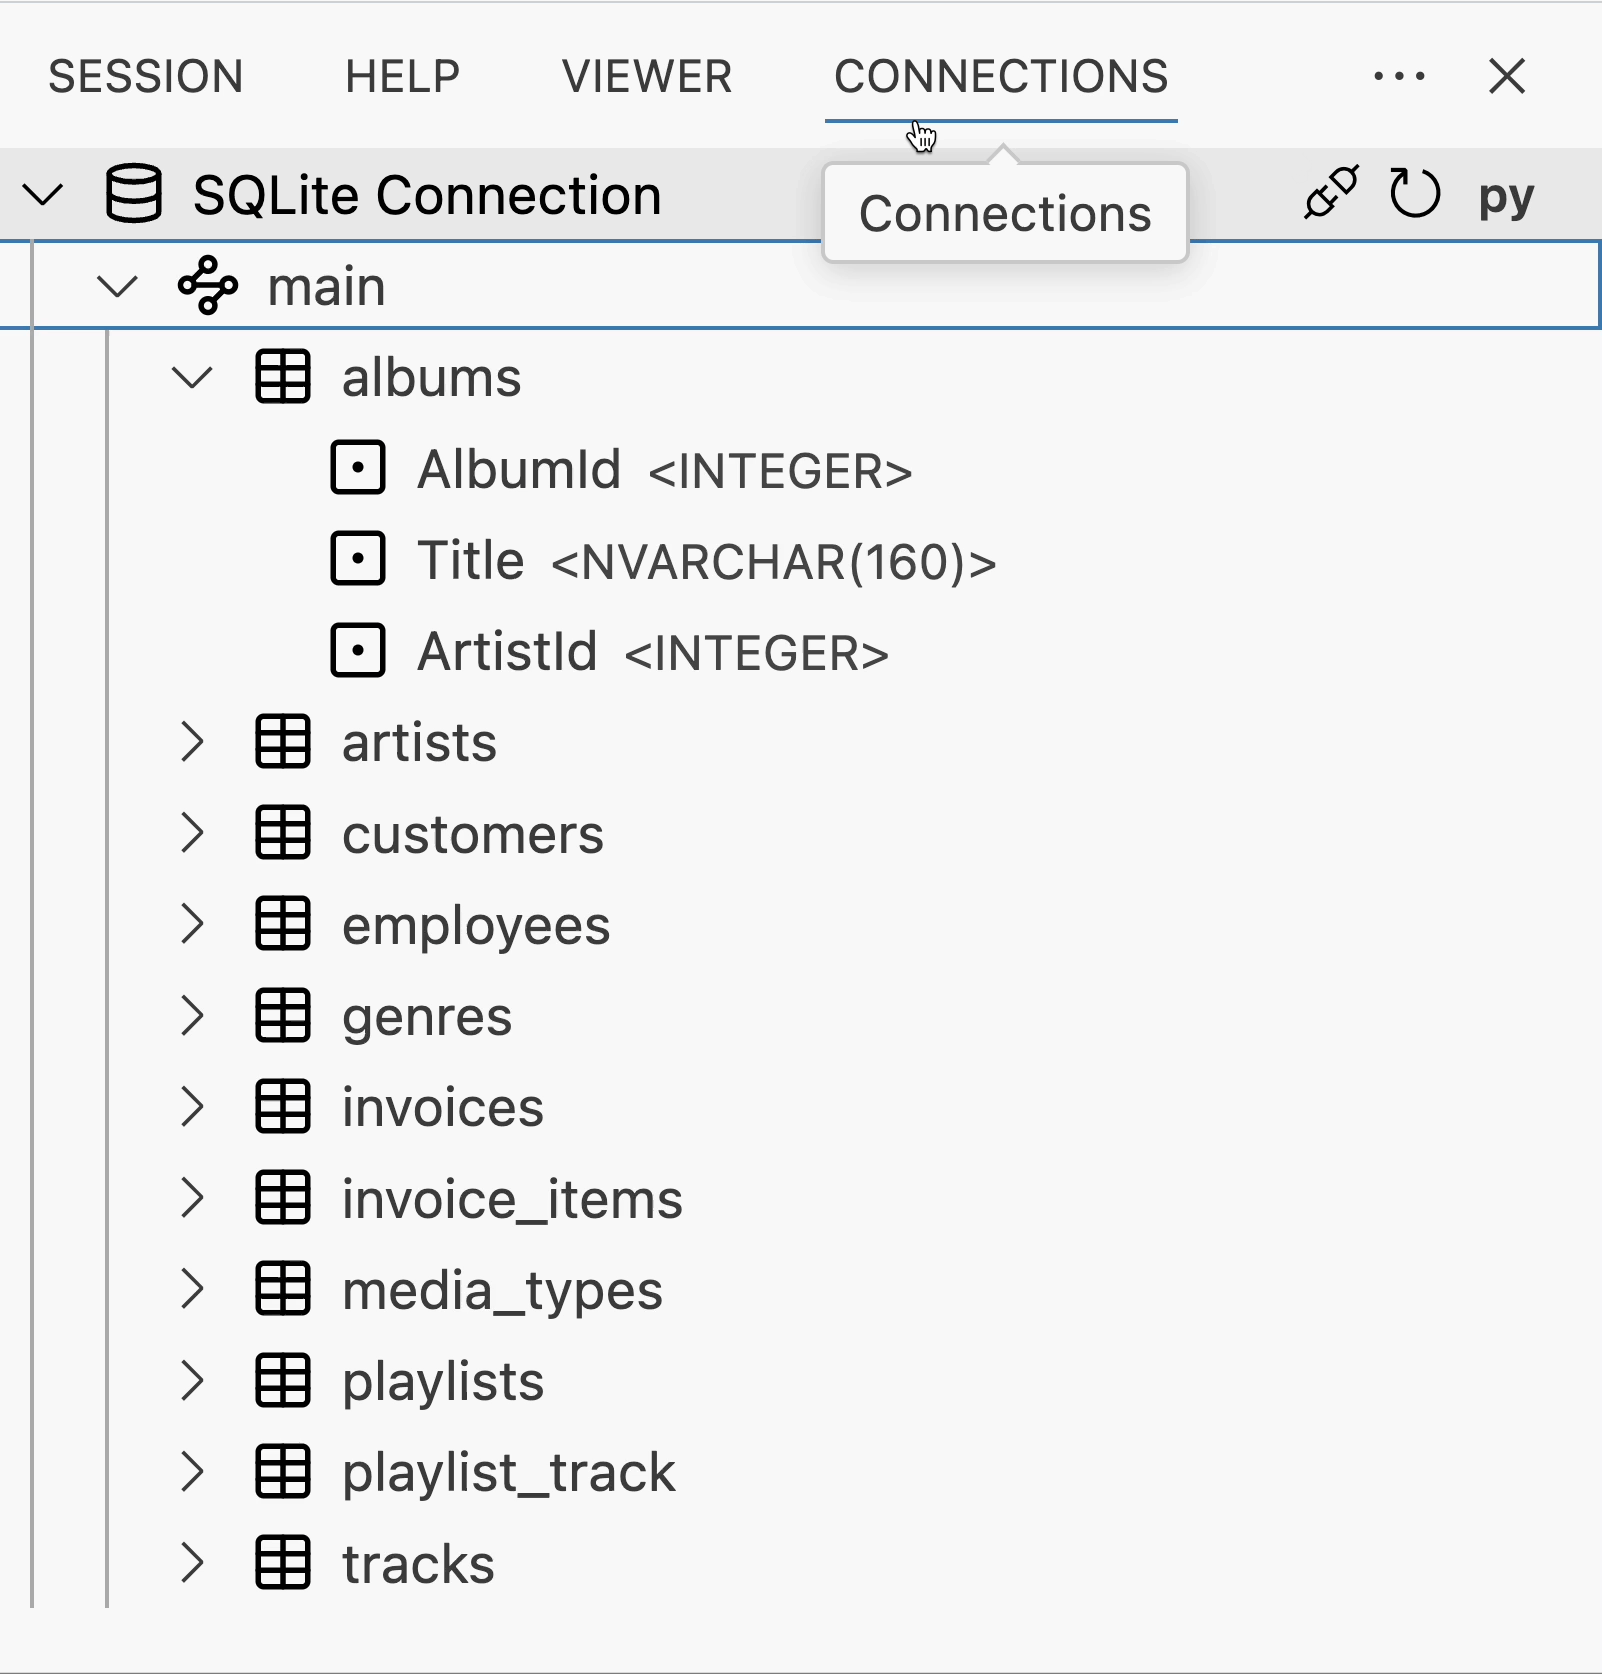 SESSION HELP VIEWER CONNECTIONS
SQLite Connection py
Connections
main
albums
AlbumId <INTEGER>
Title <NVARCHAR(160)>
ArtistId <INTEGER>
artists
customers
employees
genres
invoices
invoice_items
media_types
playlists
playlist_track
tracks